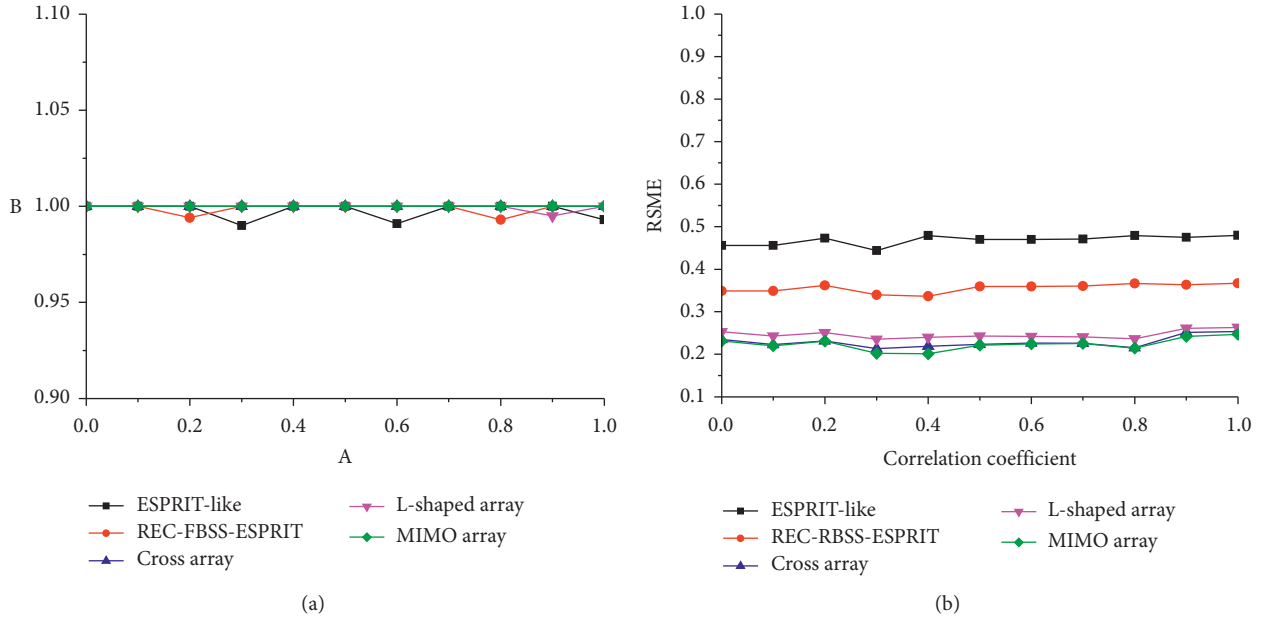 1.10
1.05
1.00
0.95
0.90
B
0.0
0.2
0.4
0.6
0.8
1.0
A
ESPRIT-like
REC-FBSS-ESPRIT
Cross array
L-shaped array
MIMO array
(a)
1.0
0.9
0.8
0.7
0.6
0.5
0.4
0.3
0.2
0.1
RSME
0.0
0.2
0.4
0.6
0.8
1.0
Correlation coefficient
ESPRIT-like
REC-RBSS-ESPRIT
Cross array
L-shaped array
MIMO array
(b)